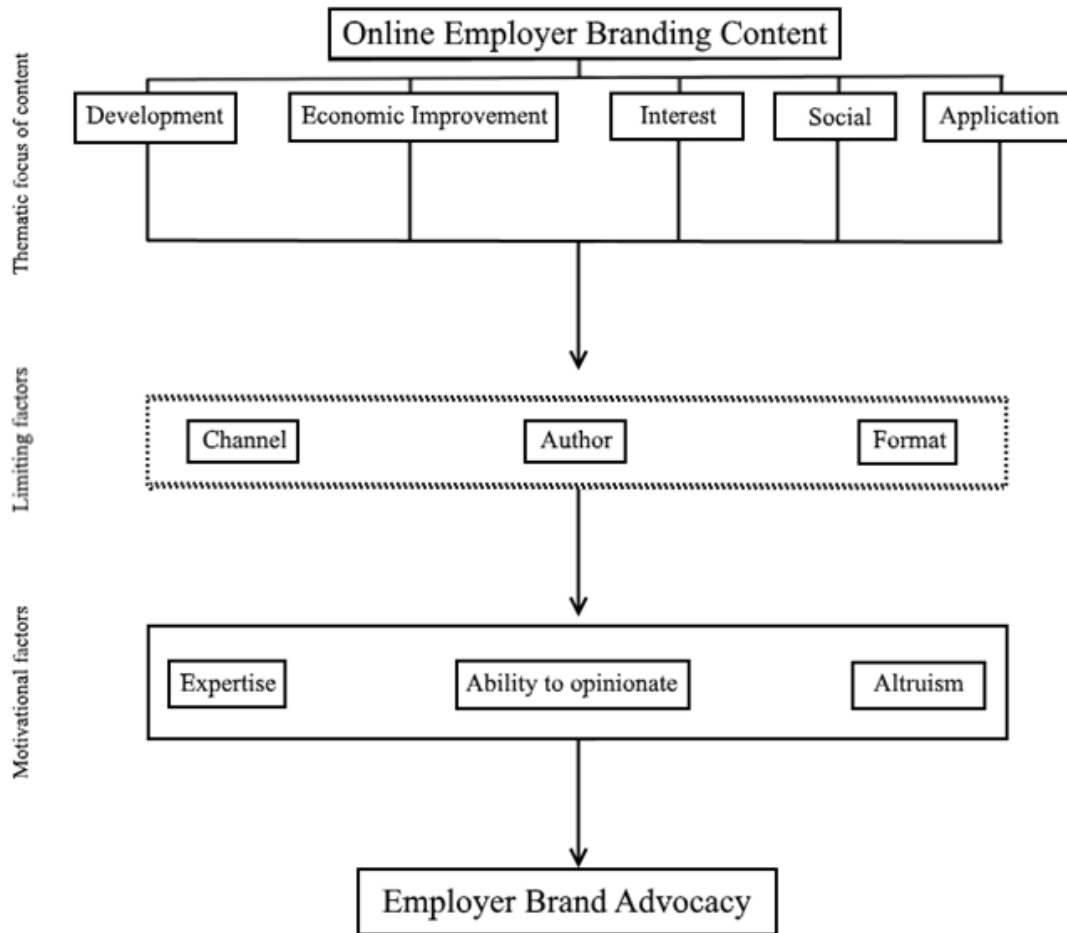 Online Employer Branding Content
Thematic focus of content
Development
Economic Improvement
Interest
Social
Application
Limiting factors
Channel
Author
Format
Motivational factors
Expertise
Ability to opinionate
Altruism
Employer Brand Advocacy